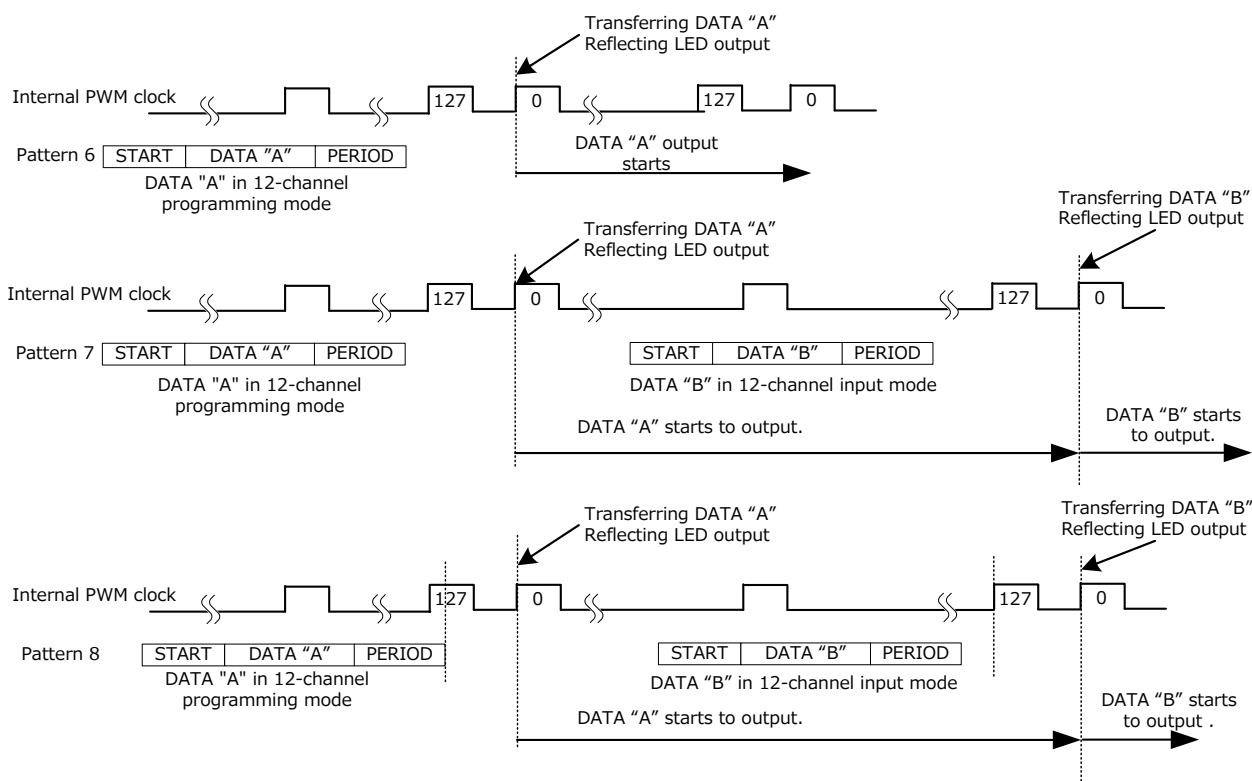 Transferring DATA “A”
Reflecting LED output
Internal PWM clock
127 0 127 0
DATA “A” output
starts
Pattern 6 START DATA ”A” PERIOD
DATA "A" in 12-channel
programming mode
Transferring DATA “B”
Reflecting LED output
Transferring DATA “A”
Reflecting LED output
Internal PWM clock
127 0 127 0
Pattern 7 START DATA “A” PERIOD START DATA “B” PERIOD
DATA "A" in 12-channel
programming mode
DATA “B” in 12-channel input mode
DATA “A” starts to output.
DATA “B” starts
to output.
Transferring DATA “A”
Reflecting LED output
Transferring DATA “B”
Reflecting LED output
Internal PWM clock
127 0 127 0
Pattern 8 START DATA “A” PERIOD START DATA “B” PERIOD
DATA "A" in 12-channel
programming mode
DATA “B” in 12-channel input mode
DATA “A” starts to output.
DATA “B” starts
to output .